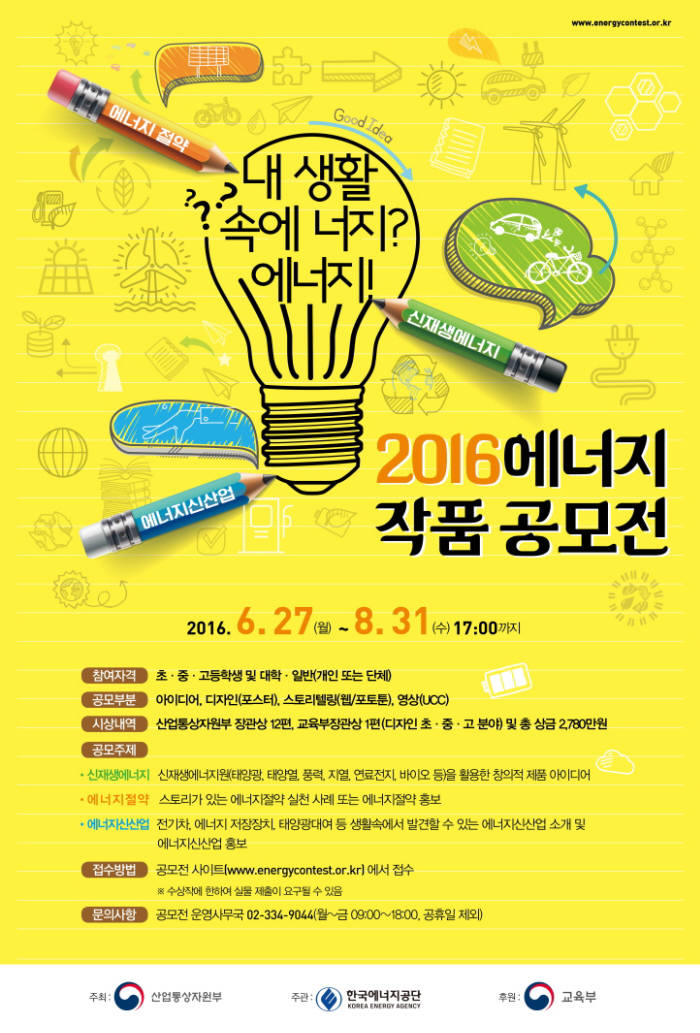 www.energycontest.or.kr
에너지 절약
Good Idea
내 생활
???속에 너지?
에너지!
신재생에너지
에너지신산업
2016에너지
작품 공모전
2016. 6. 27(월) ~ 8. 31(수) 17:00까지
참여자격 초 · 중 · 고등학생 및 대학 · 일반(개인 또는 단체)
공모부분 아이디어, 디자인(포스터), 스토리텔링(웹/포토툰), 영상(UCC)
시상내역 산업통상자원부 장관상 12편, 교육부장관상 1편(디자인 초 · 중 · 고 분야) 및 총 상금 2,780만원
공모주제
· 신재생에너지 신재생에너지원(태양광, 태양열, 풍력, 지열, 연료전지, 바이오 등)을 활용한 창의적 제품 아이디어
· 에너지절약 스토리가 있는 에너지절약 실천 사례 또는 에너지절약 홍보
· 에너지신산업 전기차, 에너지 저장장치, 태양광대여 등 생활속에서 발견할 수 있는 에너지신산업 소개 및
에너지신산업 홍보
접수방법 공모전 사이트(www.energycontest.or.kr) 에서 접수
※ 수상작에 한하여 실물 제출이 요구될 수 있음
문의사항 공모전 운영사무국 02-334-9044(월~금 09:00~18:00, 공휴일 제외)
주최 : 산업통상자원부 주관 : 한국에너지공단 후원 : 교육부
KOREA ENERGY AGENCY